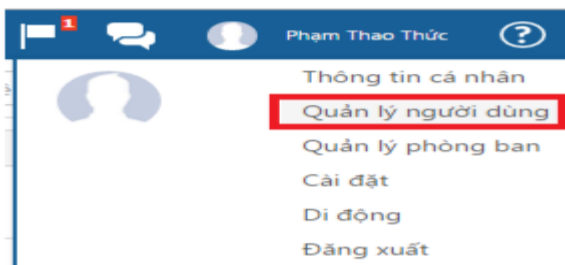 1
Phạm Thao Thức
?
Thông tin cá nhân
Quản lý người dùng
Quản lý phòng ban
Cài đặt
Di động
Đăng xuất